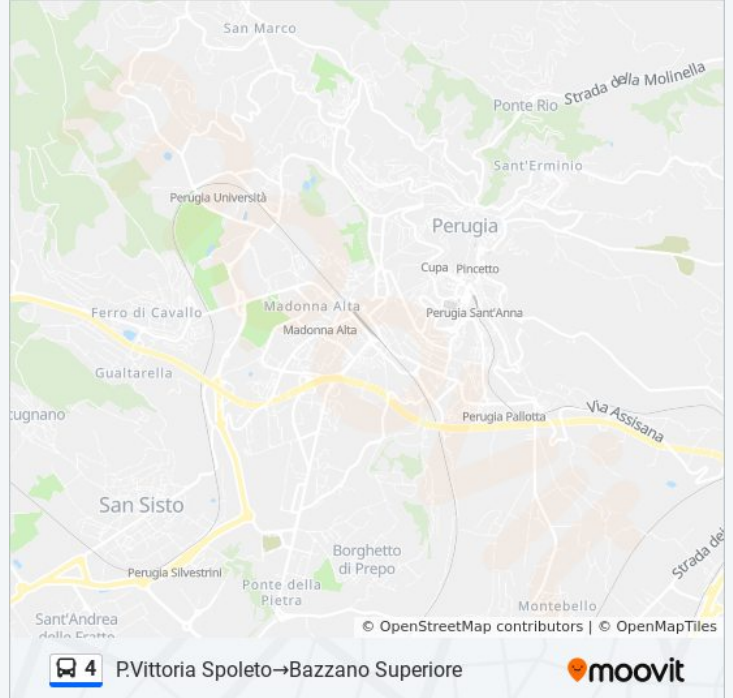 San Marco
Strada della Molinella
Ponte Rio
Sant'Erminio
Perugia Università
Perugia
Cupa
Pincetto
Ferro di Cavallo
Madonna Alta
Perugia Sant'Anna
Madonna Alta
Gualtarella
cugnano
Perugia Pallotta
Via Assisana
San Sisto
Borghetto
di Prepo
Strada dei
Perugia Silvestrini
Ponte della
Pietra
Montebello
Sant'Andrea
delle Fratte
© OpenStreetMap contributors | © OpenMapTiles
4 P.Vittoria Spoleto→Bazzano Superiore
moovit